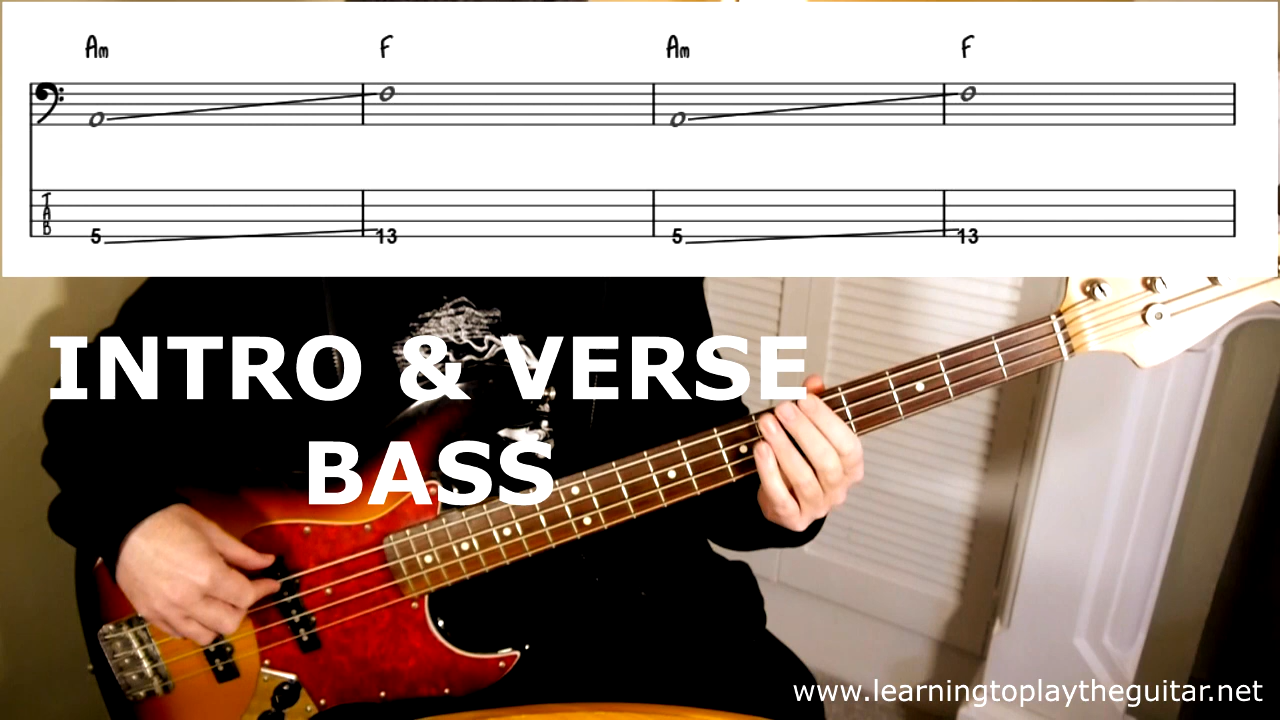 Am F Am F
T
A
B
5 13 5 13
INTRO & VERSE
BASS
www.learningtoplaytheguitar.net